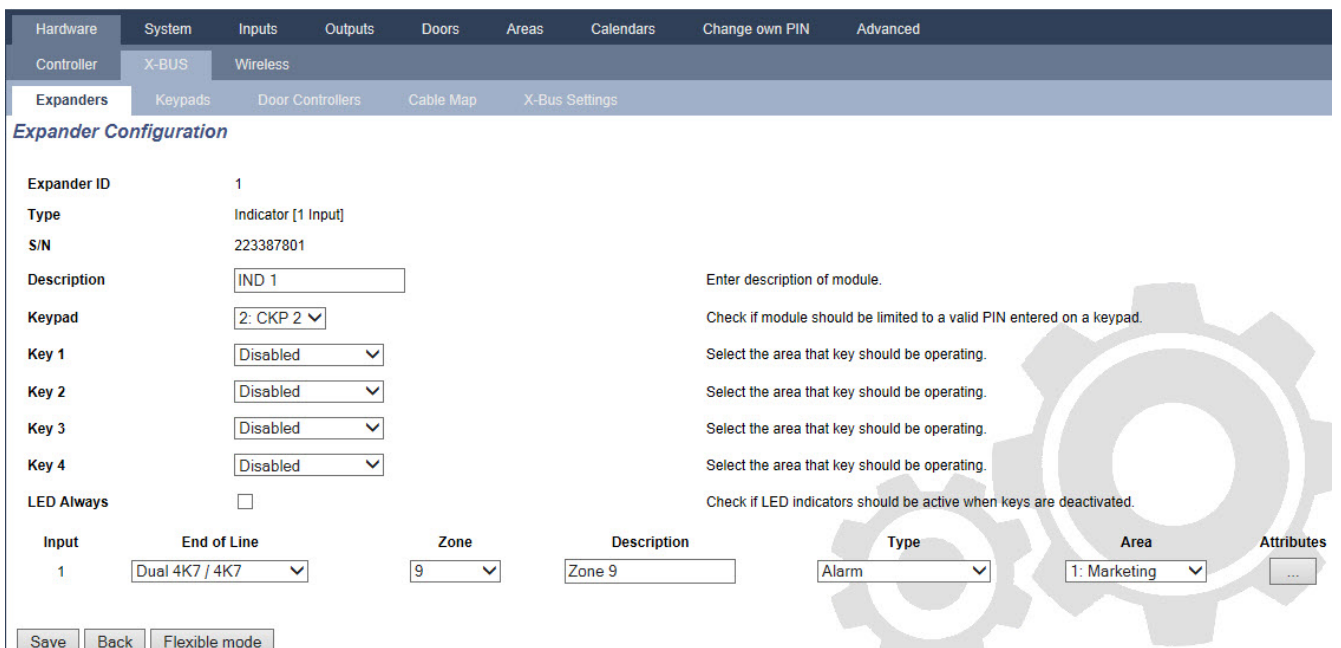 Hardware System Inputs Outputs Doors Areas Calendars Change own PIN Advanced
Controller X-BUS Wireless
Expanders Keypads Door Controllers Cable Map X-Bus Settings
Expander Configuration
Expander ID 1
Type Indicator [1 Input]
S/N 223387801
Description IND 1 Enter description of module.
Keypad 2: CKP 2 Check if module should be limited to a valid PIN entered on a keypad.
Key 1 Disabled Select the area that key should be operating.
Key 2 Disabled Select the area that key should be operating.
Key 3 Disabled Select the area that key should be operating.
Key 4 Disabled Select the area that key should be operating.
LED Always Check if LED indicators should be active when keys are deactivated.
Input End of Line Zone Description Type Area Attributes
1 Dual 4K7 / 4K7 9 Zone 9 Alarm 1: Marketing ...
Save Back Flexible mode